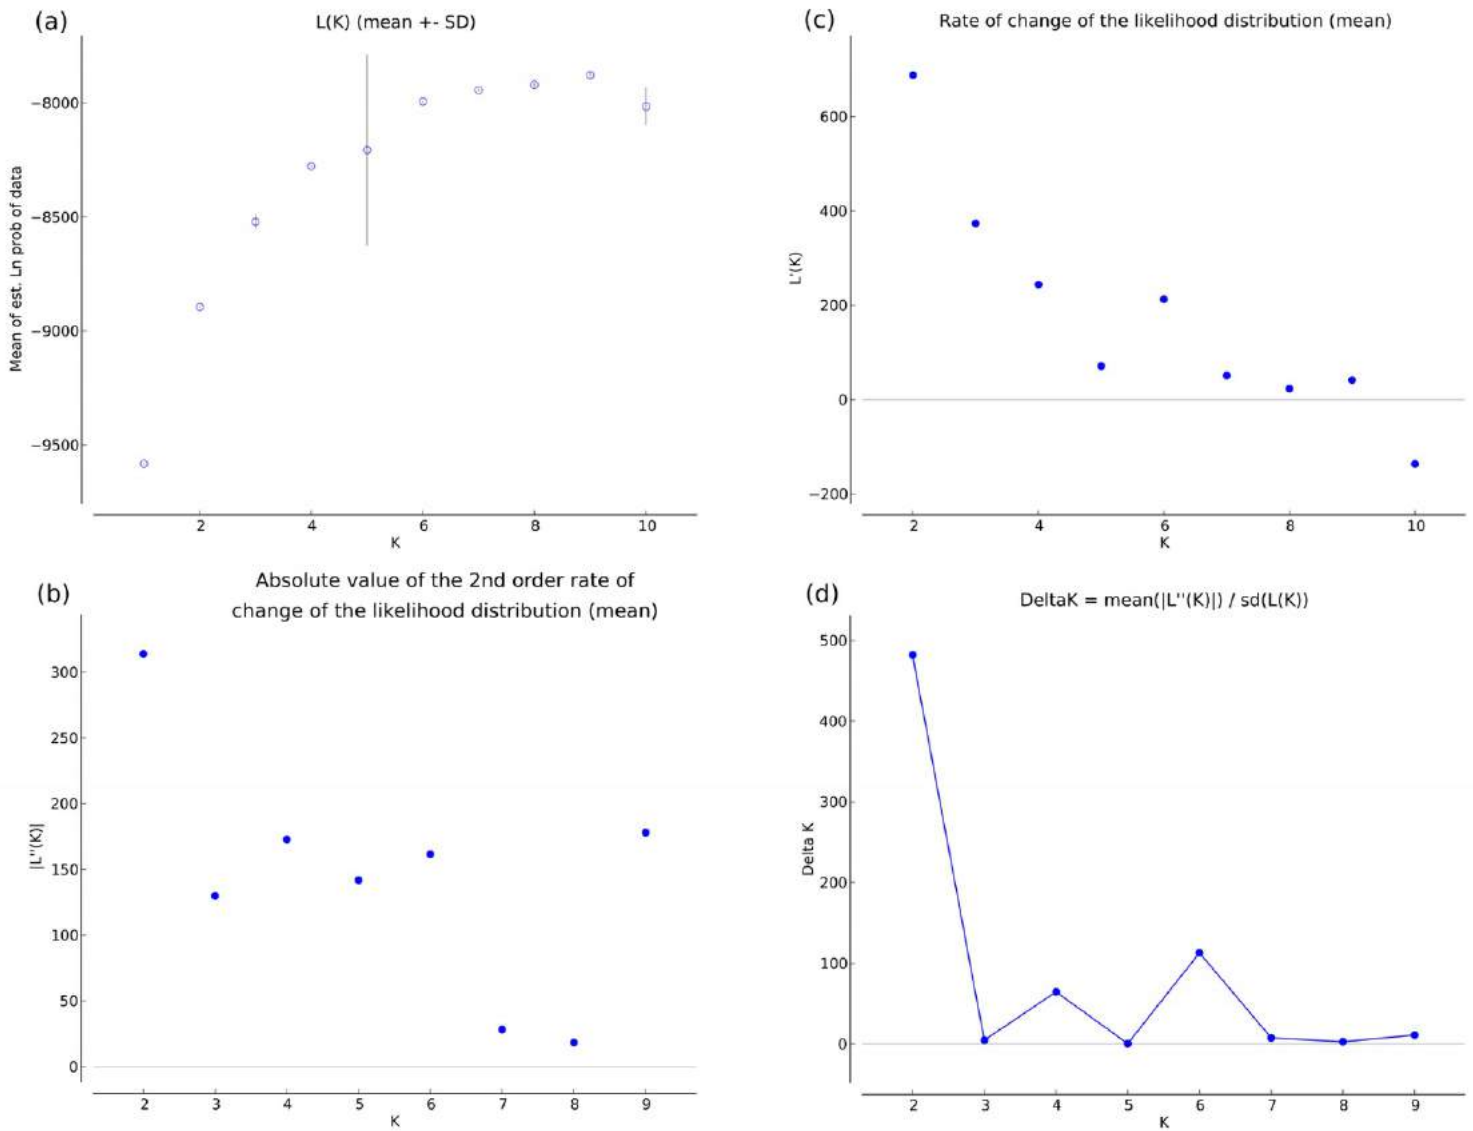 (a)
L(K) (mean +- SD)
Mean of est. Ln prob of data
−8000
−8500
−9000
−9500
2 4 6 8 10
K
(c)
Rate of change of the likelihood distribution (mean)
L'(K)
600
400
200
0
−200
2 4 6 8 10
K
(b)
Absolute value of the 2nd order rate of
change of the likelihood distribution (mean)
|L''(K)|
300
250
200
150
100
50
0
2 3 4 5 6 7 8 9
K
(d)
DeltaK = mean(|L''(K)|) / sd(L(K))
Delta K
500
400
300
200
100
0
2 3 4 5 6 7 8 9
K